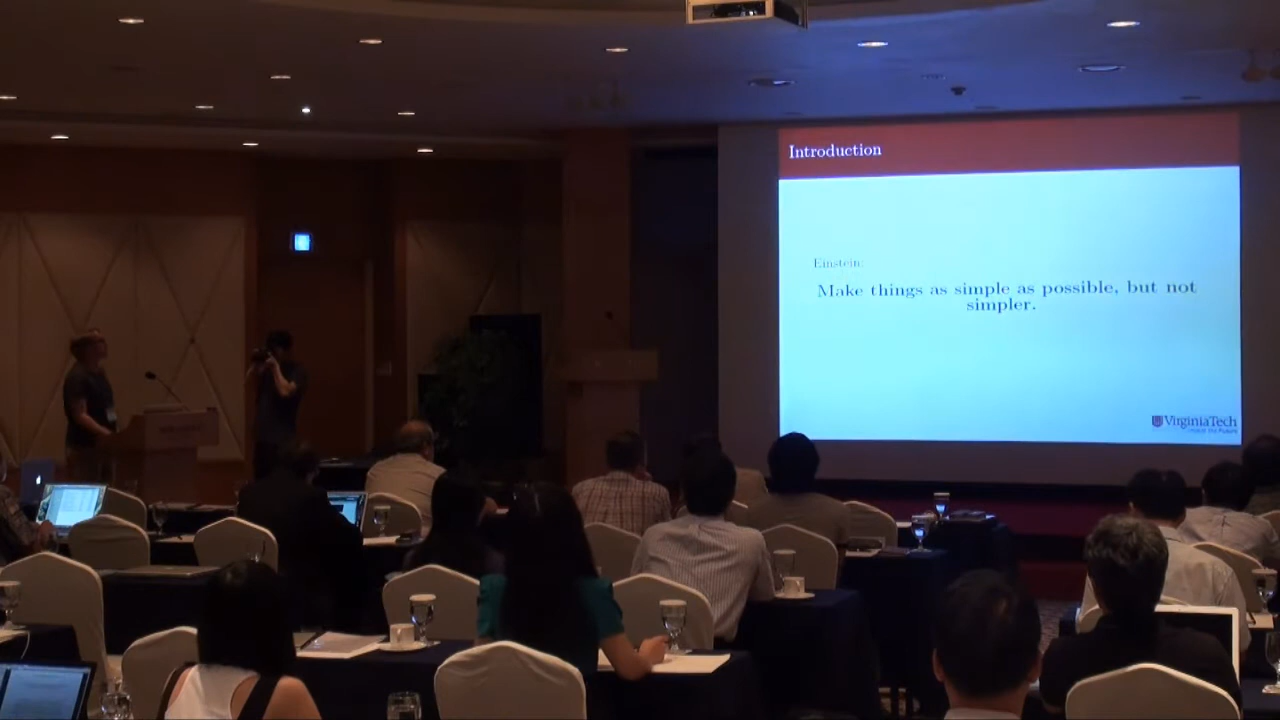 Introduction
Einstein:
Make things as simple as possible, but not
simpler.
VirginiaTech